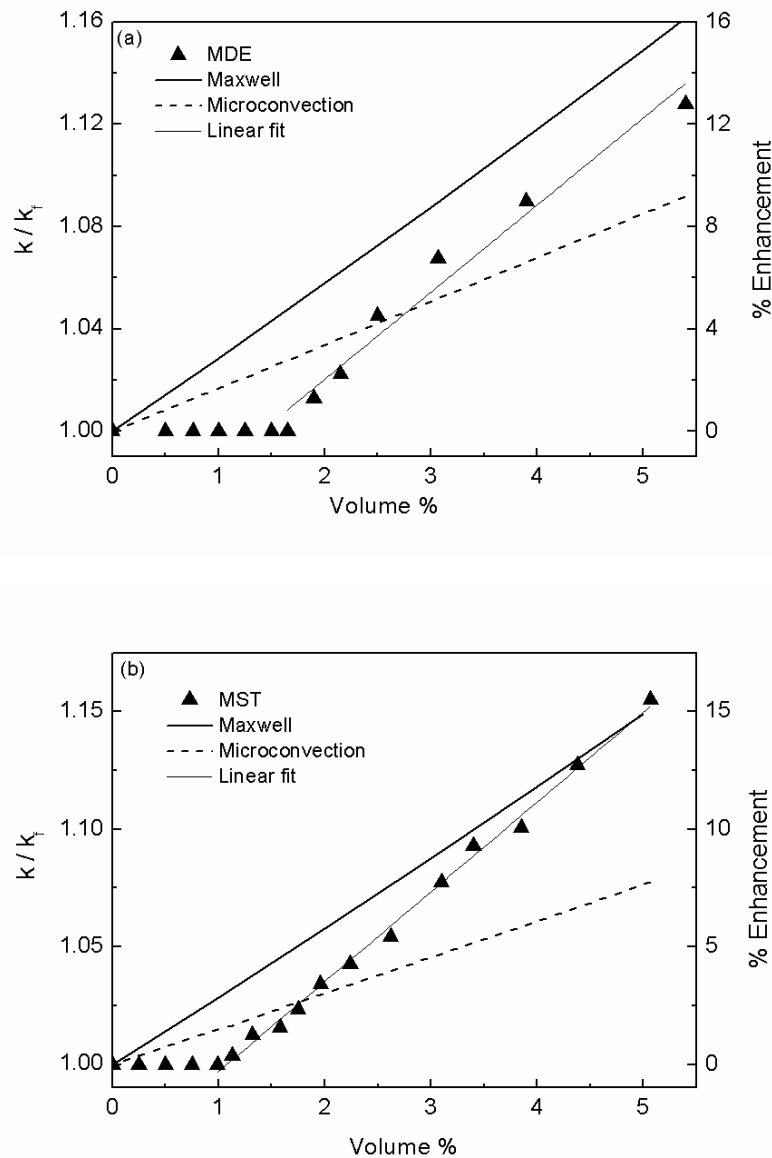 (a)
MDE
Maxwell
Microconvection
Linear fit
1.16
1.12
1.08
1.04
1.00
k / kf
16
12
8
4
0
% Enhancement
0 1 2 3 4 5
Volume %
(b)
MST
Maxwell
Microconvection
Linear fit
1.15
1.10
1.05
1.00
k / kf
15
10
5
0
% Enhancement
0 1 2 3 4 5
Volume %